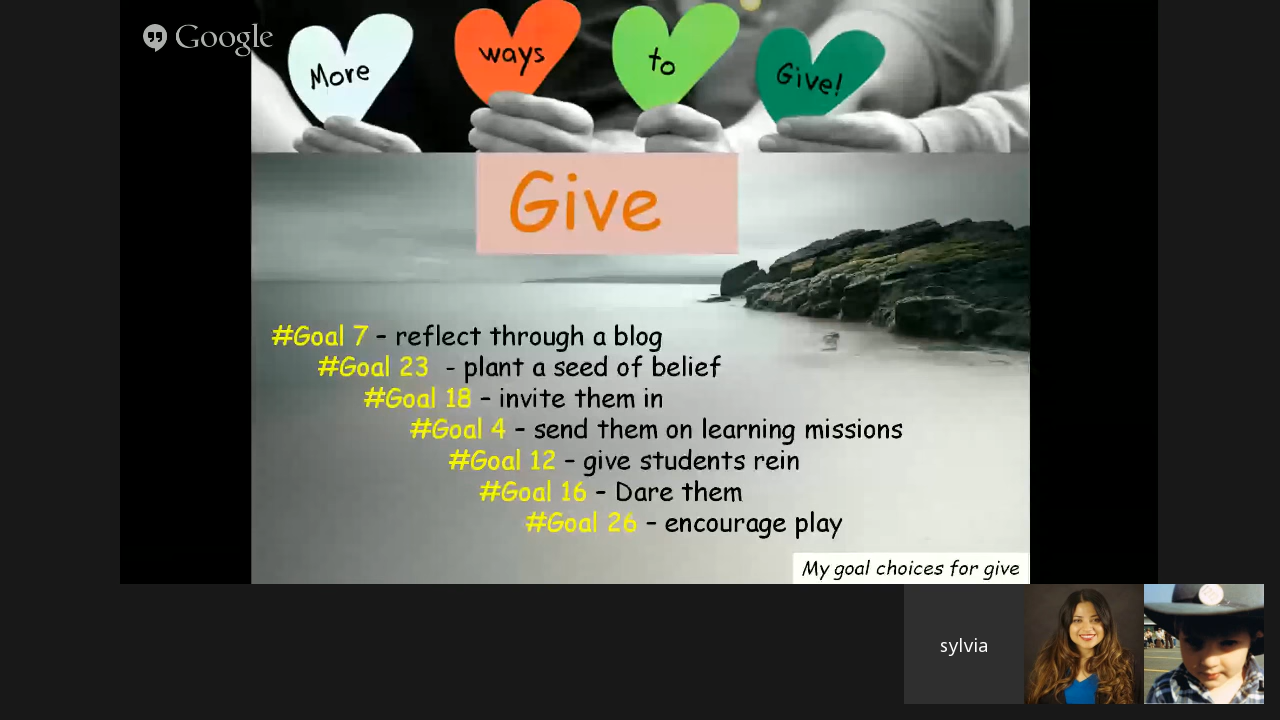 Google
More ways to Give!
Give
#Goal 7 – reflect through a blog
#Goal 23 - plant a seed of belief
#Goal 18 – invite them in
#Goal 4 – send them on learning missions
#Goal 12 – give students rein
#Goal 16 – Dare them
#Goal 26 – encourage play
My goal choices for give
sylvia